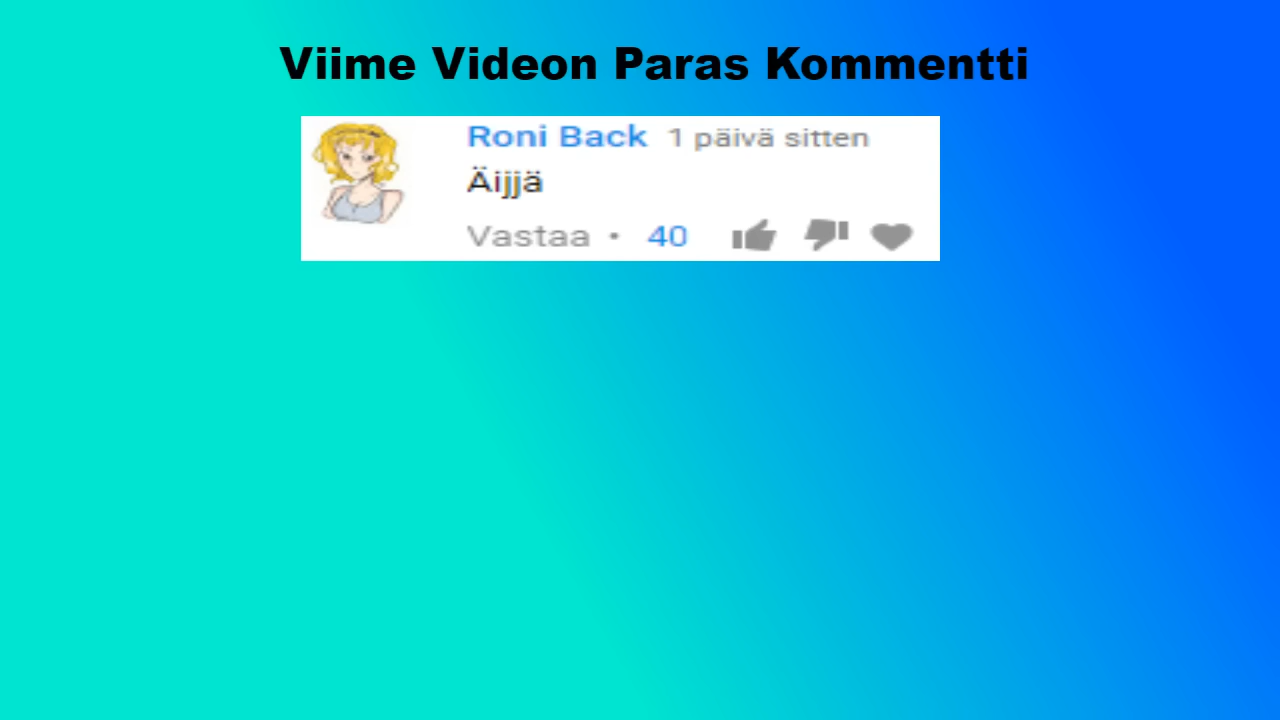 Viime Videon Paras Kommentti
Roni Back 1 päivä sitten
Äijjä
Vastaa • 40